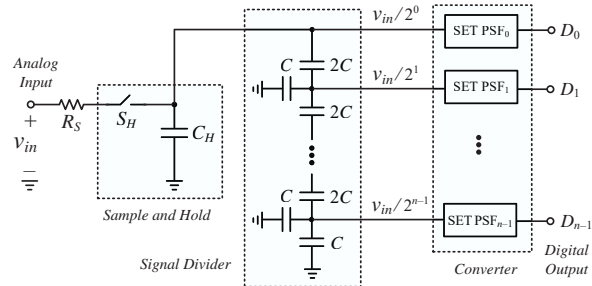 v_in/2^0
SET PSF_0
D_0
Analog
Input
C
2C
v_in/2^1
SET PSF_1
D_1
+
R_S
S_H
C_H
2C
v_in
−
C
2C
v_in/2^{n-1}
SET PSF_{n-1}
D_{n-1}
Sample and Hold
C
Digital
Output
Signal Divider
Converter